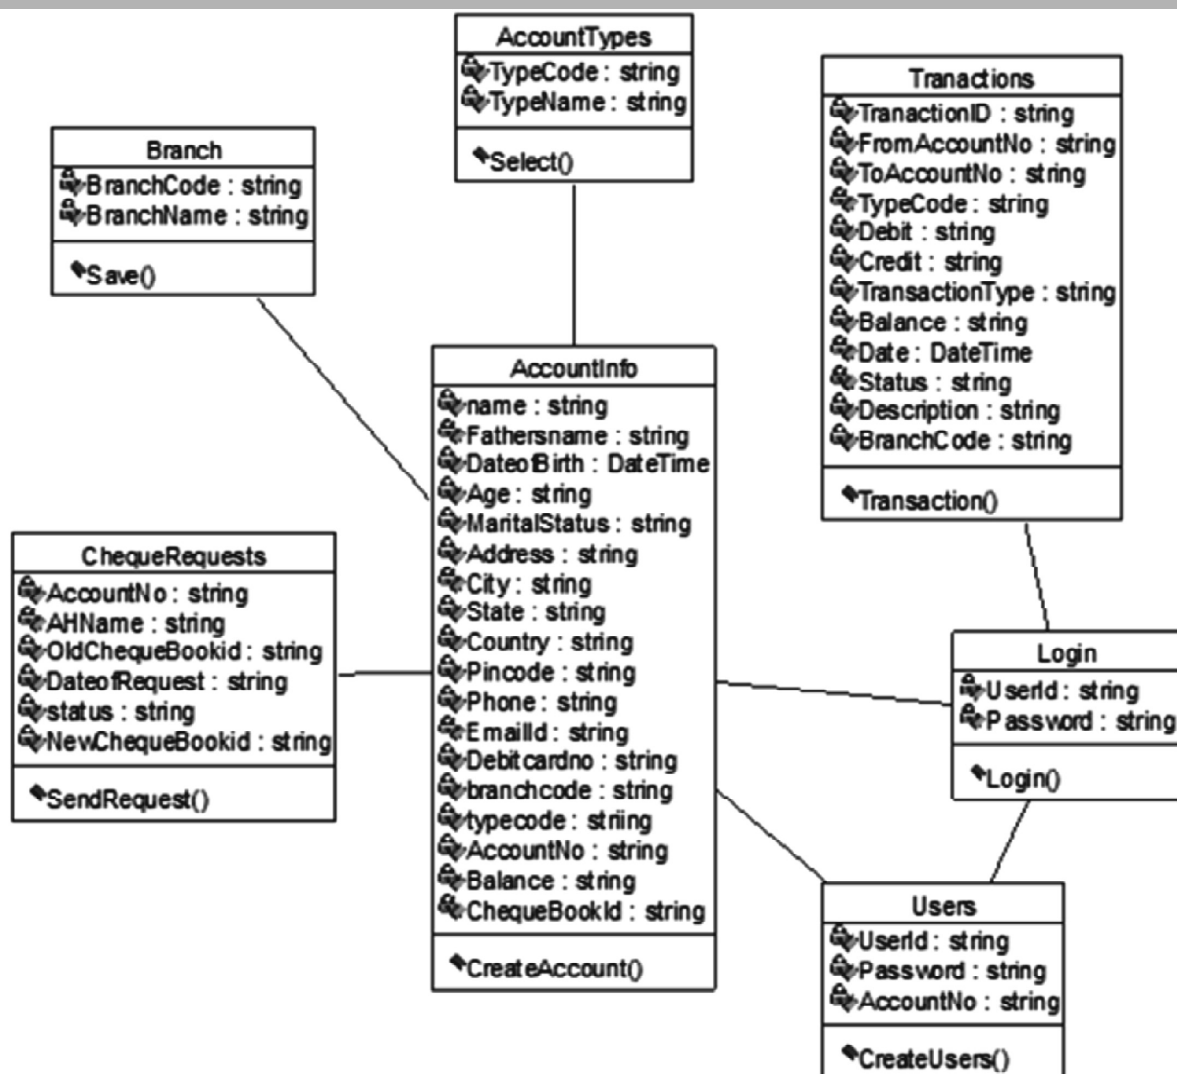 AccountTypes
TypeCode : string
TypeName : string
Select()
Tranactions
TranactionID : string
FromAccountNo : string
ToAccountNo : string
TypeCode : string
Debit : string
Credit : string
TransactionType : string
Balance : string
Date : DateTime
Status : string
Description : string
BranchCode : string
Transaction()
Branch
BranchCode : string
BranchName : string
Save()
AccountInfo
name : string
Fathersname : string
DateofBirth : DateTime
Age : string
MaritalStatus : string
Address : string
City : string
State : string
Country : string
Pincode : string
Phone : string
EmailId : string
Debitcardno : string
branchcode : string
typecode : striing
AccountNo : string
Balance : string
ChequeBookId : string
CreateAccount()
ChequeRequests
AccountNo : string
AHName : string
OldChequeBookid : string
DateofRequest : string
status : string
NewChequeBookid : string
SendRequest()
Login
UserId : string
Password : string
Login()
Users
UserId : string
Password : string
AccountNo : string
CreateUsers()